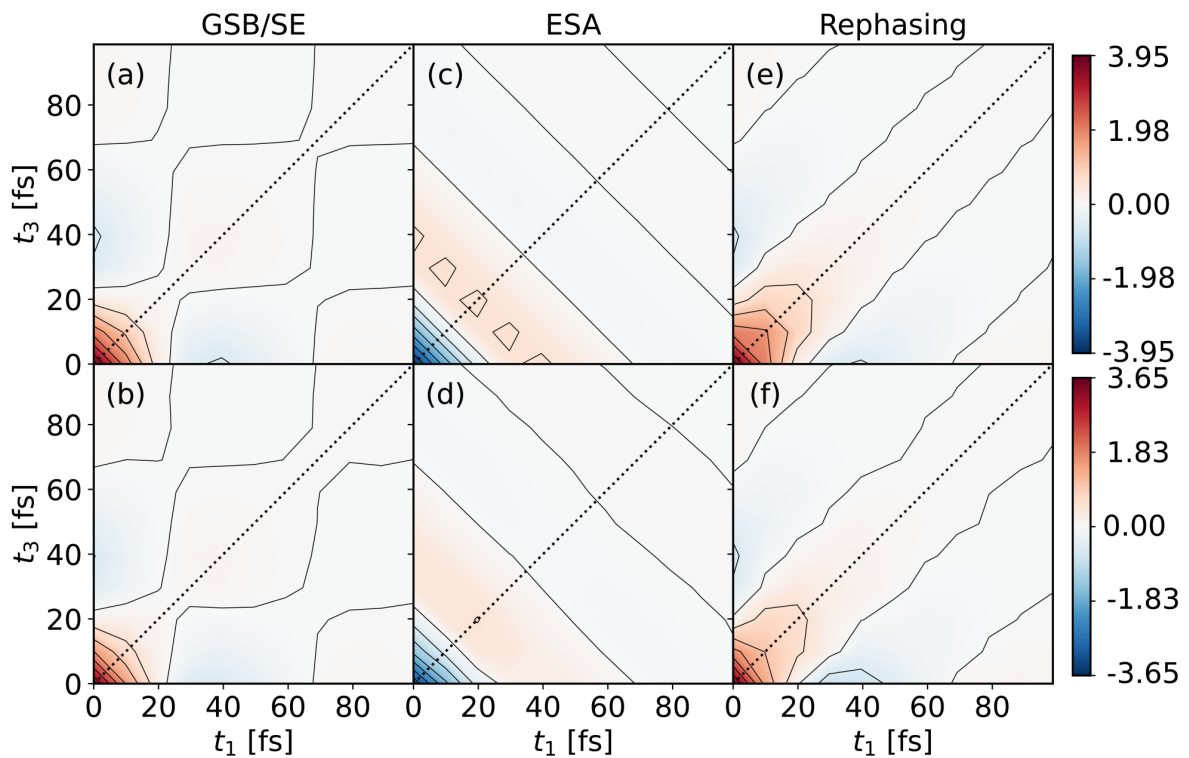 GSB/SE ESA Rephasing
(a) (c) (e)
80
60
40
20
0
t₃ [fs]
3.95
1.98
0.00
-1.98
-3.95
(b) (d) (f)
80
60
40
20
0
t₃ [fs]
3.65
1.83
0.00
-1.83
-3.65
0 20 40 60 80 0 20 40 60 80 0 20 40 60 80
t₁ [fs] t₁ [fs] t₁ [fs]